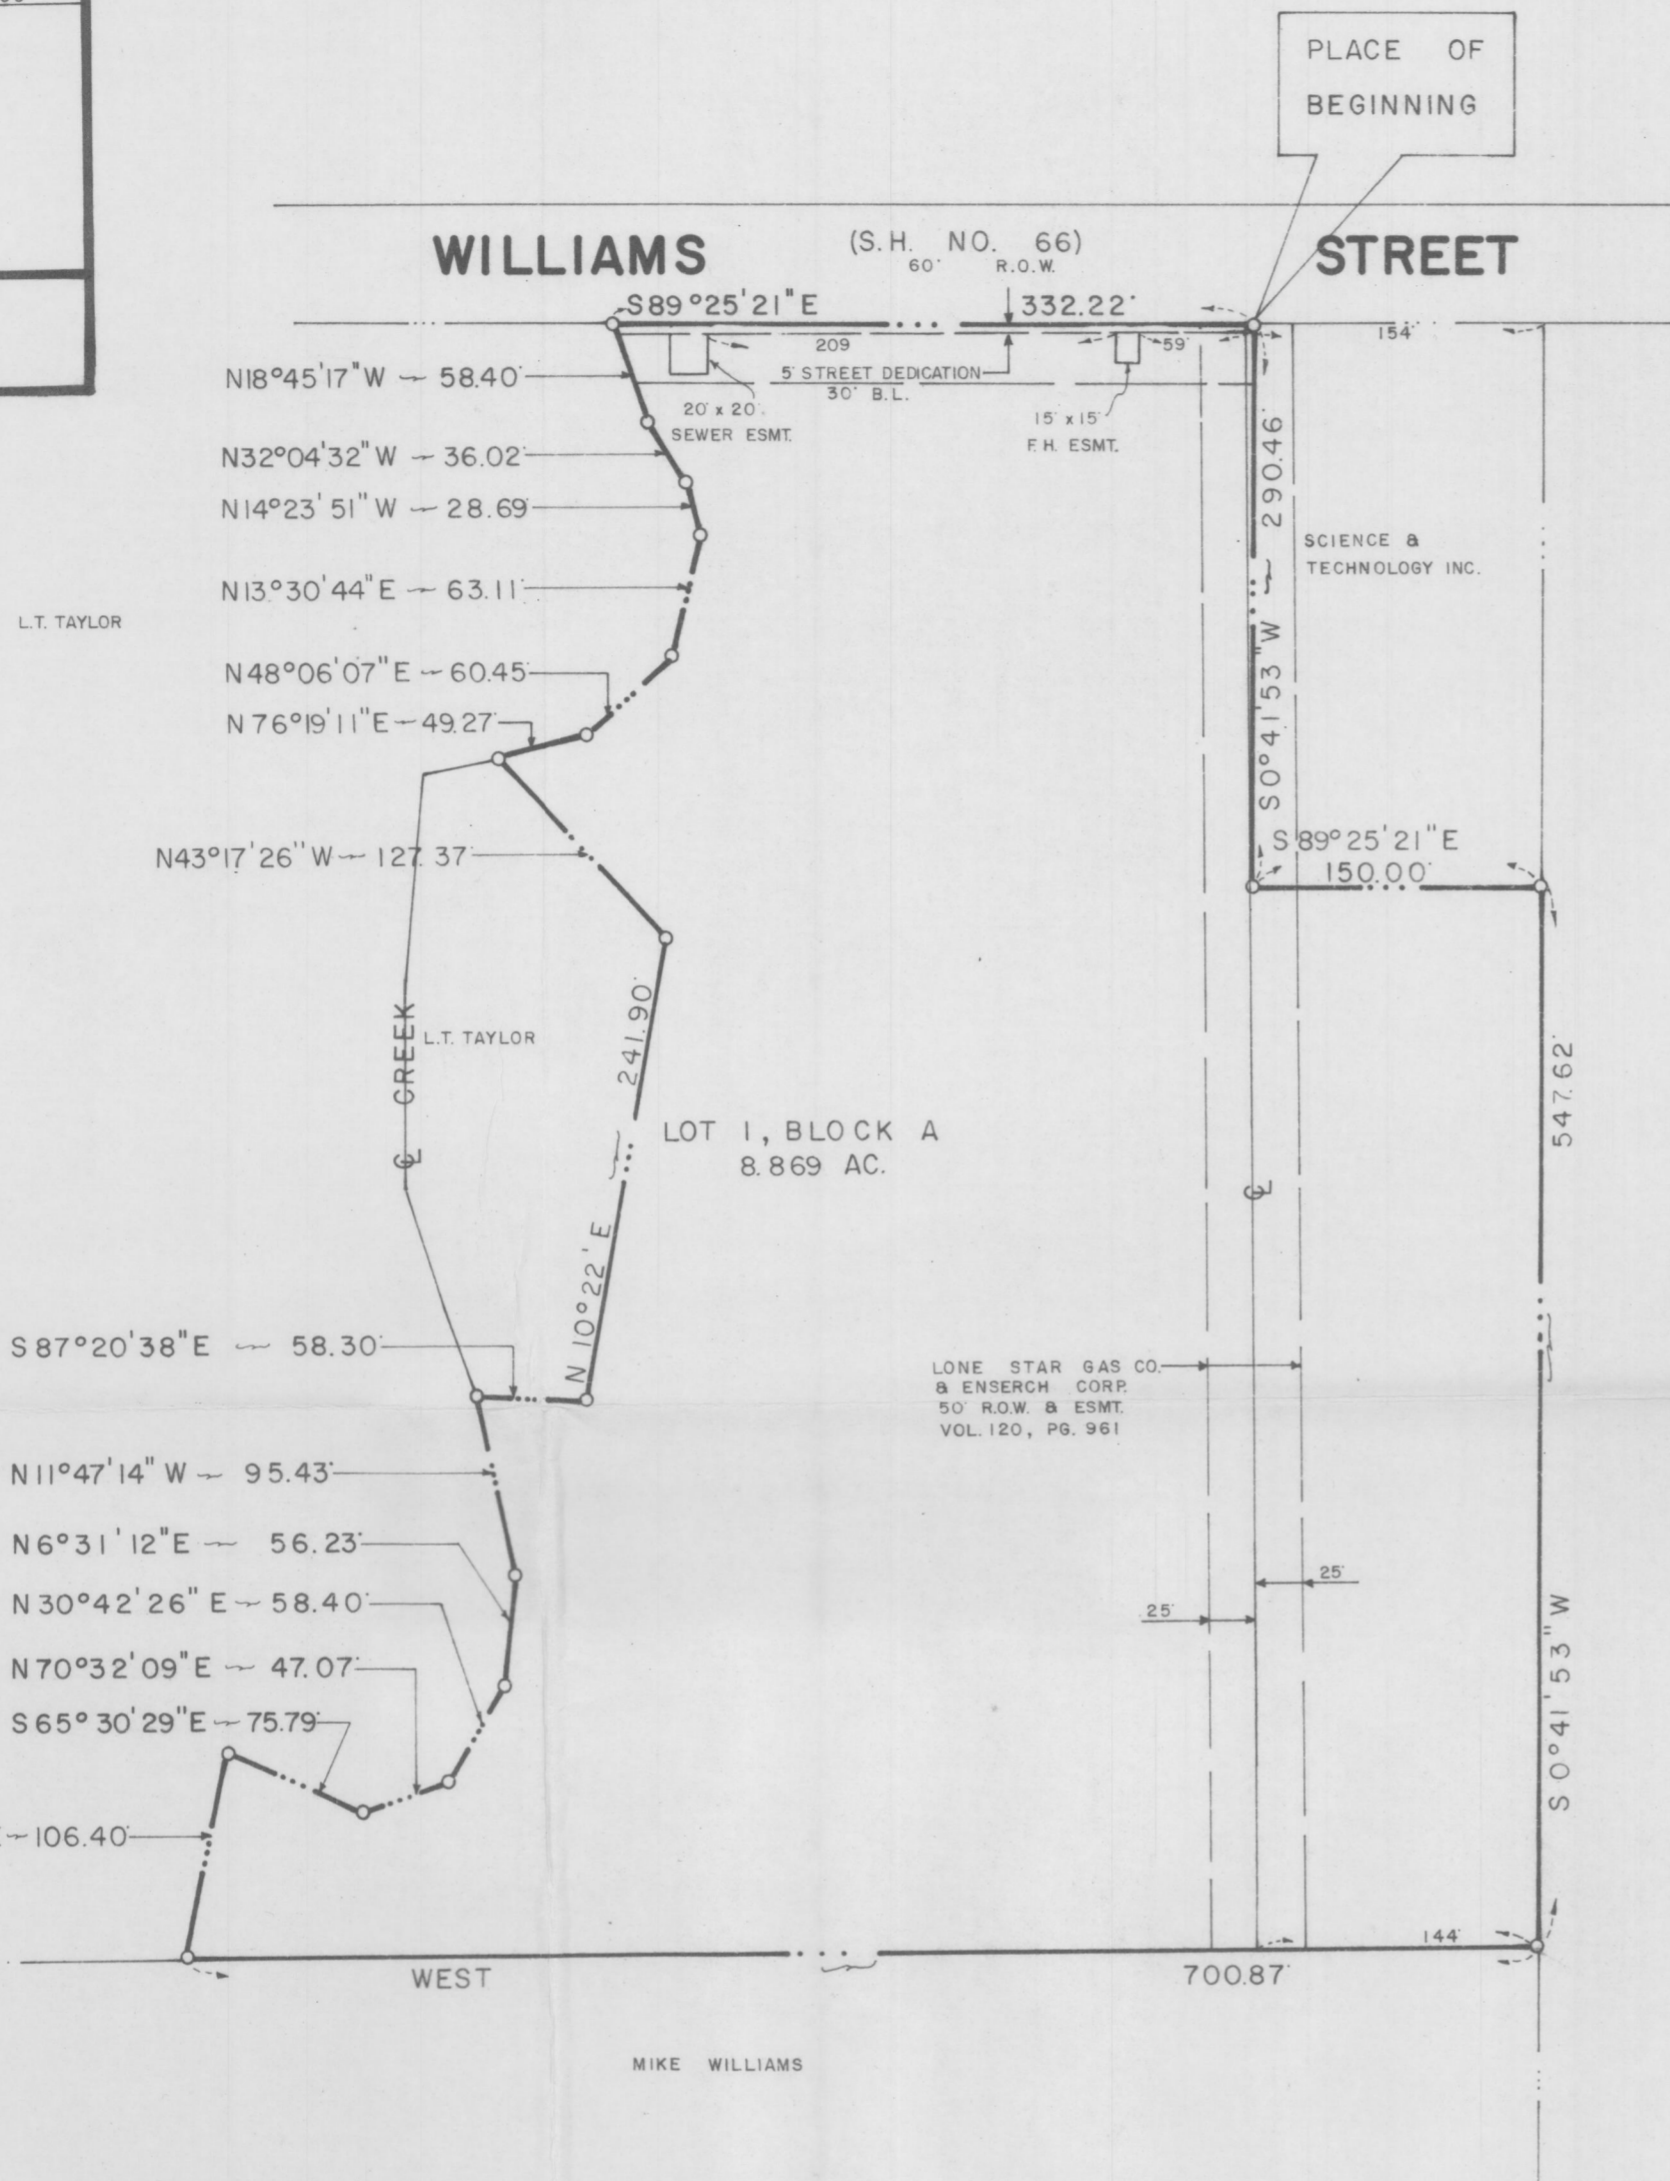 PLACE OF
BEGINNING
WILLIAMS (S.H. NO. 66) STREET
60' R.O.W.
S89°25'21"E 332.22'
154'
209
59'
N18°45'17"W ~ 58.40'
5' STREET DEDICATION
30' B.L.
20' x 20'
SEWER ESMT.
15' x 15'
F.H. ESMT.
N32°04'32"W ~ 36.02'
N14°23'51"W ~ 28.69'
S0°41'53"W ~ 290.46'
SCIENCE &
TECHNOLOGY INC.
N13°30'44"E ~ 63.11'
L.T. TAYLOR
N48°06'07"E ~ 60.45'
N76°19'11"E ~ 49.27'
S89°25'21"E
150.00'
N43°17'26"W ~ 127.37'
℄ CREEK
L.T. TAYLOR
N 10°22' E ~ 241.90'
LOT 1, BLOCK A
8.869 AC.
℄
S0°41'53"W ~ 547.62'
S87°20'38"E ~ 58.30'
LONE STAR GAS CO.
& ENSERCH CORP.
50' R.O.W. & ESMT.
VOL. 120, PG. 961
N11°47'14"W ~ 95.43'
N6°31'12"E ~ 56.23'
25'
N30°42'26"E ~ 58.40'
25'
N70°32'09"E ~ 47.07'
S65°30'29"E ~ 75.79'
~ 106.40'
144'
WEST ~ 700.87'
MIKE WILLIAMS